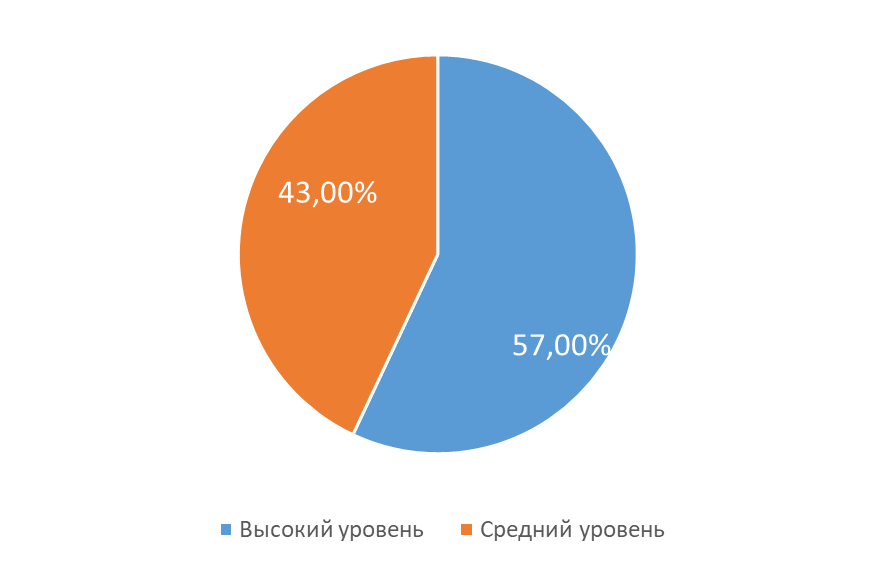 43,00%
57,00%
Высокий уровень
Средний уровень